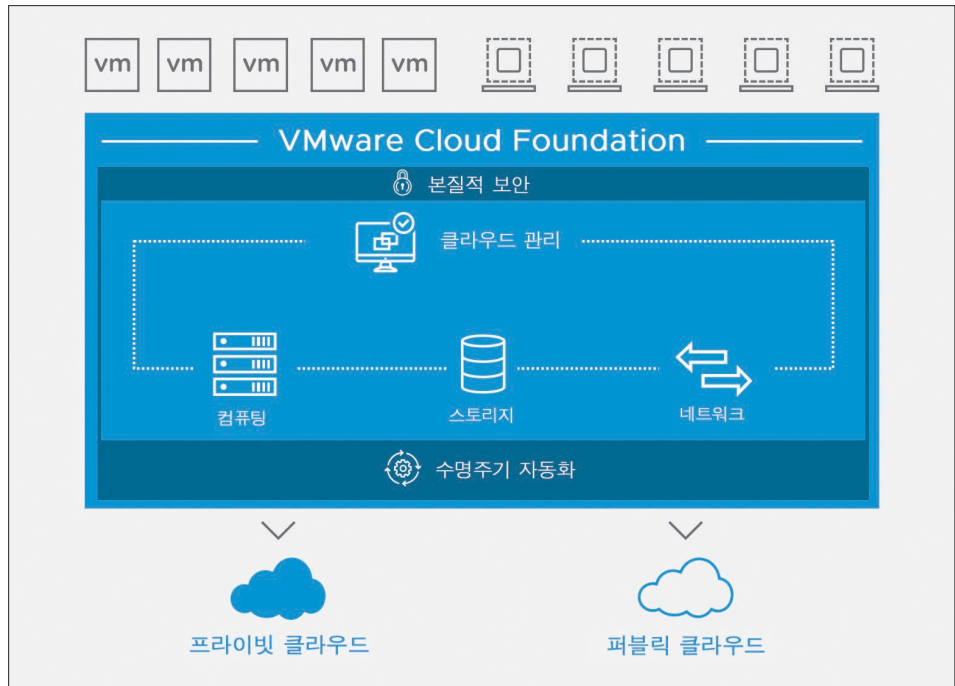 vm vm vm vm vm
VMware Cloud Foundation
본질적 보안
클라우드 관리
컴퓨팅 스토리지 네트워크
수명주기 자동화
프라이빗 클라우드 퍼블릭 클라우드